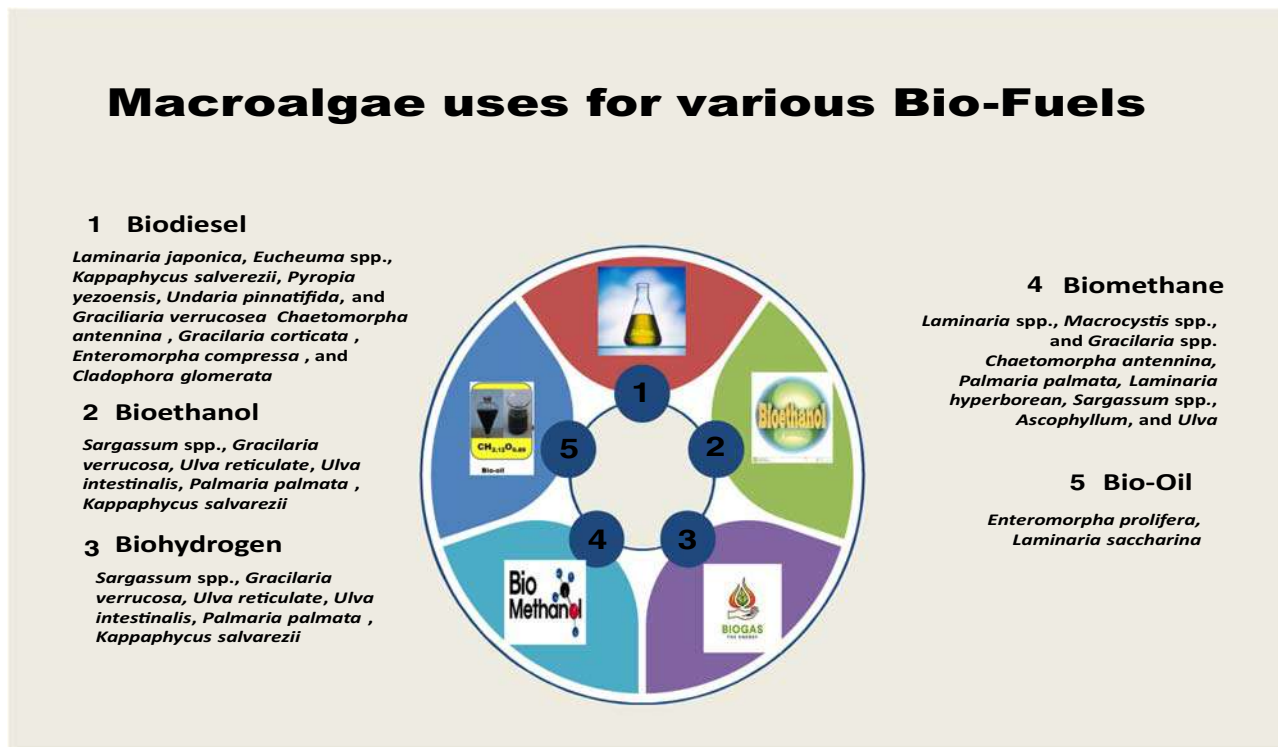 Macroalgae uses for various Bio-Fuels
1 Biodiesel
Laminaria japonica, Eucheuma spp.,
Kappaphycus salverezii, Pyropia
yezoensis, Undaria pinnatifida, and
Graciliaria verrucosea Chaetomorpha
antennina , Gracilaria corticata ,
Enteromorpha compressa , and
Cladophora glomerata
2 Bioethanol
Sargassum spp., Gracilaria
verrucosa, Ulva reticulate, Ulva
intestinalis, Palmaria palmata ,
Kappaphycus salvarezii
3 Biohydrogen
Sargassum spp., Gracilaria
verrucosa, Ulva reticulate, Ulva
intestinalis, Palmaria palmata ,
Kappaphycus salvarezii
1
2
Bioethanol
3
BIOGAS
4
Bio
Methanol
5
CH2.12O0.69
Bio-oil
4 Biomethane
Laminaria spp., Macrocystis spp.,
and Gracilaria spp.
Chaetomorpha antennina,
Palmaria palmata, Laminaria
hyperborean, Sargassum spp.,
Ascophyllum, and Ulva
5 Bio-Oil
Enteromorpha prolifera,
Laminaria saccharina